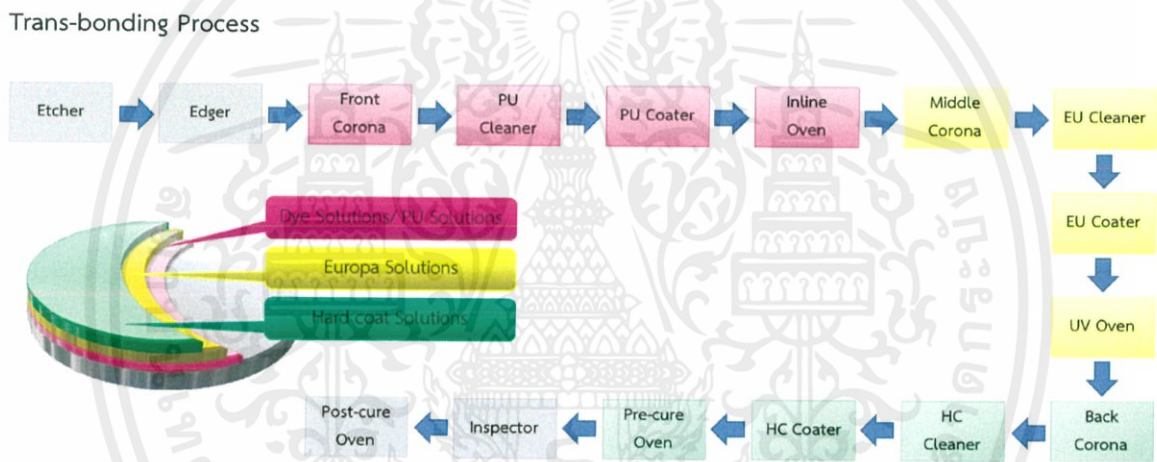 Trans-bonding Process
Etcher
Edger
Front
Corona
PU
Cleaner
PU Coater
Inline
Oven
Middle
Corona
EU Cleaner
EU Coater
UV Oven
Back
Corona
HC
Cleaner
HC Coater
Pre-cure
Oven
Inspector
Post-cure
Oven
Dye Solutions/ PU Solutions
Europa Solutions
Hard coat Solutions